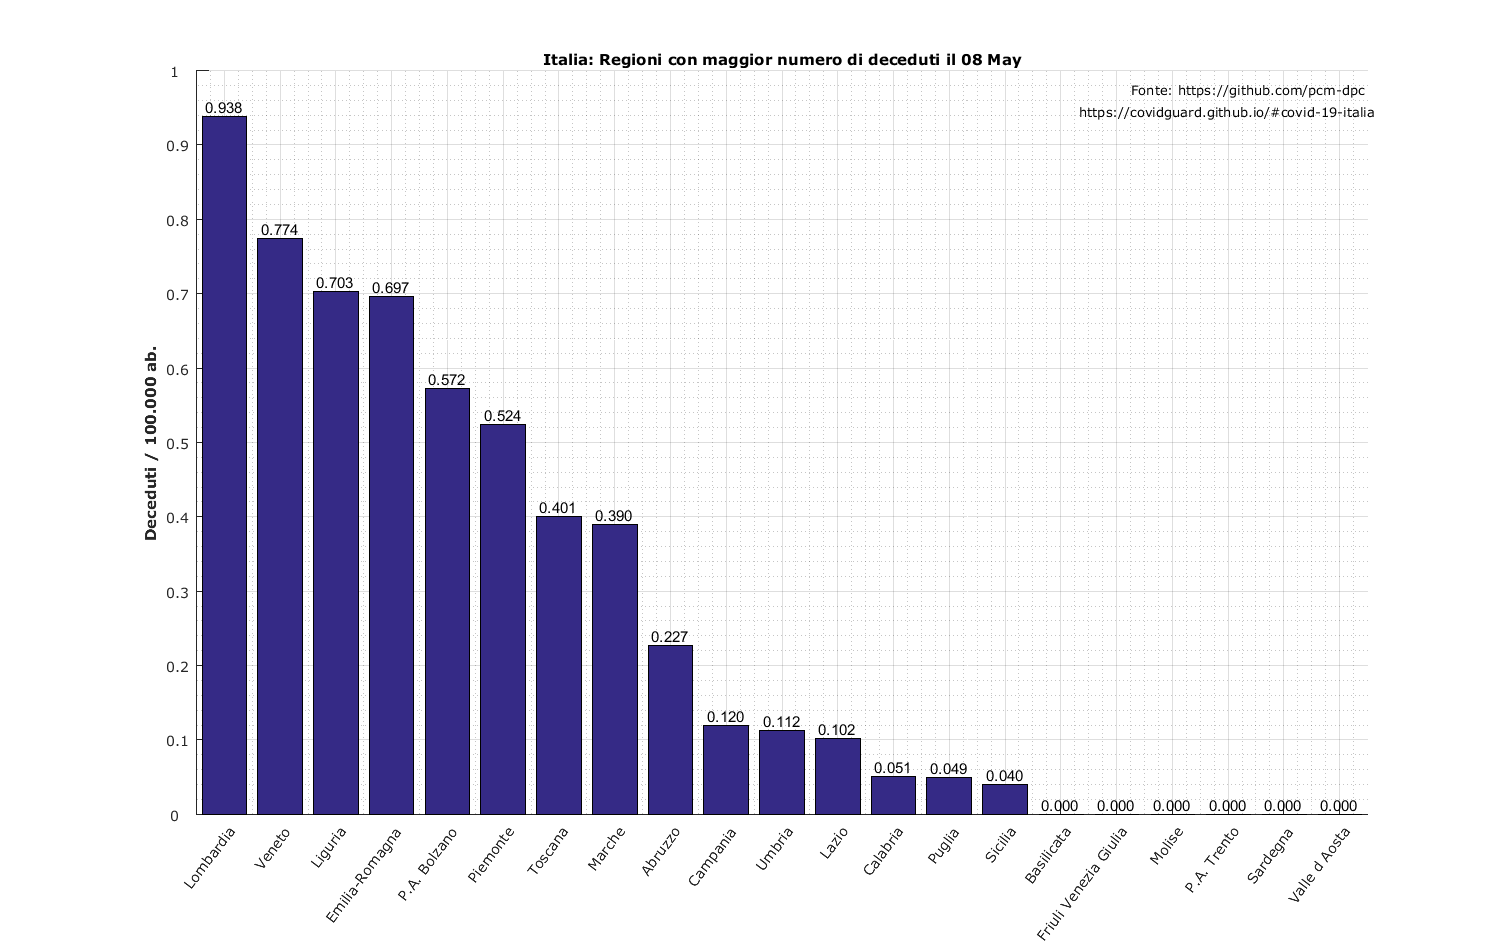 Italia: Regioni con maggior numero di deceduti il 08 May
Fonte: https://github.com/pcm-dpc
https://covidguard.github.io/#covid-19-italia
Deceduti / 100.000 ab.
1
0.9
0.8
0.7
0.6
0.5
0.4
0.3
0.2
0.1
0
0.938
0.774
0.703
0.697
0.572
0.524
0.401
0.390
0.227
0.120
0.112
0.102
0.051
0.049
0.040
0.000
0.000
0.000
0.000
0.000
0.000
Lombardia
Veneto
Liguria
Emilia-Romagna
P.A. Bolzano
Piemonte
Toscana
Marche
Abruzzo
Campania
Umbria
Lazio
Calabria
Puglia
Sicilia
Basilicata
Friuli Venezia Giulia
Molise
P.A. Trento
Sardegna
Valle d Aosta